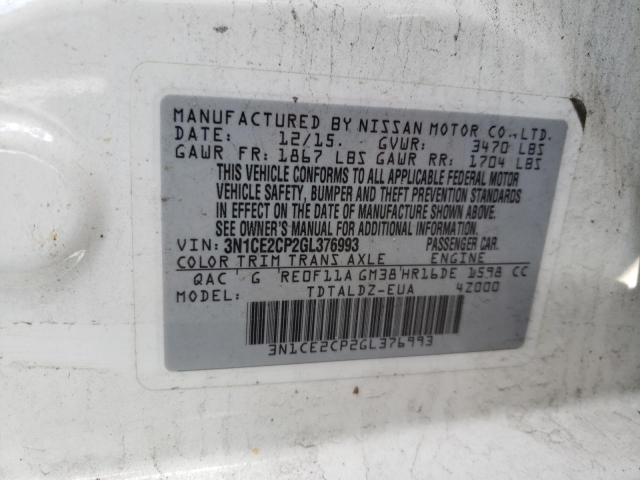 MANUFACTURED BY NISSAN MOTOR CO.,LTD.
DATE: 12/15. GVWR: 3470 LBS
GAWR FR: 1867 LBS GAWR RR: 1704 LBS
THIS VEHICLE CONFORMS TO ALL APPLICABLE FEDERAL MOTOR
VEHICLE SAFETY, BUMPER AND THEFT PREVENTION STANDARDS
IN EFFECT ON THE DATE OF MANUFACTURE SHOWN ABOVE.
SEE OWNER'S MANUAL FOR ADDITIONAL INFORMATION.
VIN: 3N1CE2CP2GL376993 PASSENGER CAR.
COLOR TRIM TRANS AXLE ENGINE
QAC G RE0F11A GM38 HR16DE 1598 CC
MODEL: TDTALDZ-EUA 4Z000
3N1CE2CP2GL376993